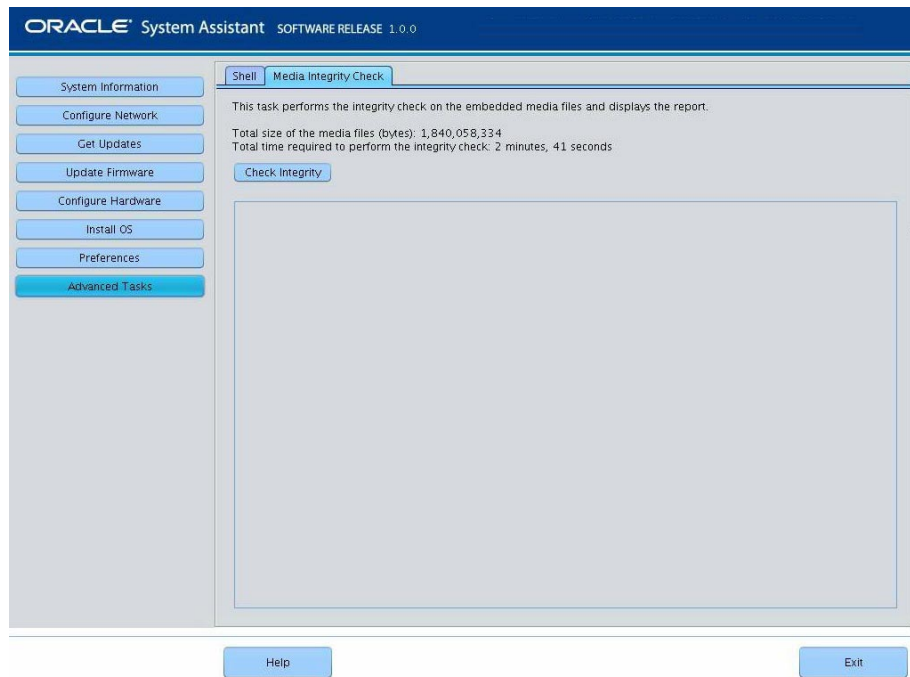 ORACLE System Assistant SOFTWARE RELEASE 1.0.0
System Information
Configure Network
Get Updates
Update Firmware
Configure Hardware
Install OS
Preferences
Advanced Tasks
Shell
Media Integrity Check
This task performs the integrity check on the embedded media files and displays the report.
Total size of the media files (bytes): 1,840,058,334
Total time required to perform the integrity check: 2 minutes, 41 seconds
Check Integrity
Help
Exit